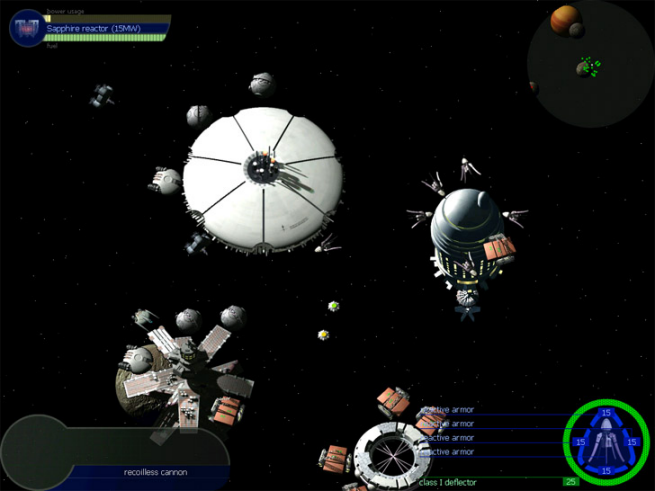 power usage
Sapphire reactor (15MW)
fuel
reactive armor
reactive armor
reactive armor
reactive armor
15
15
15
15
class I deflector
25
recoilless cannon